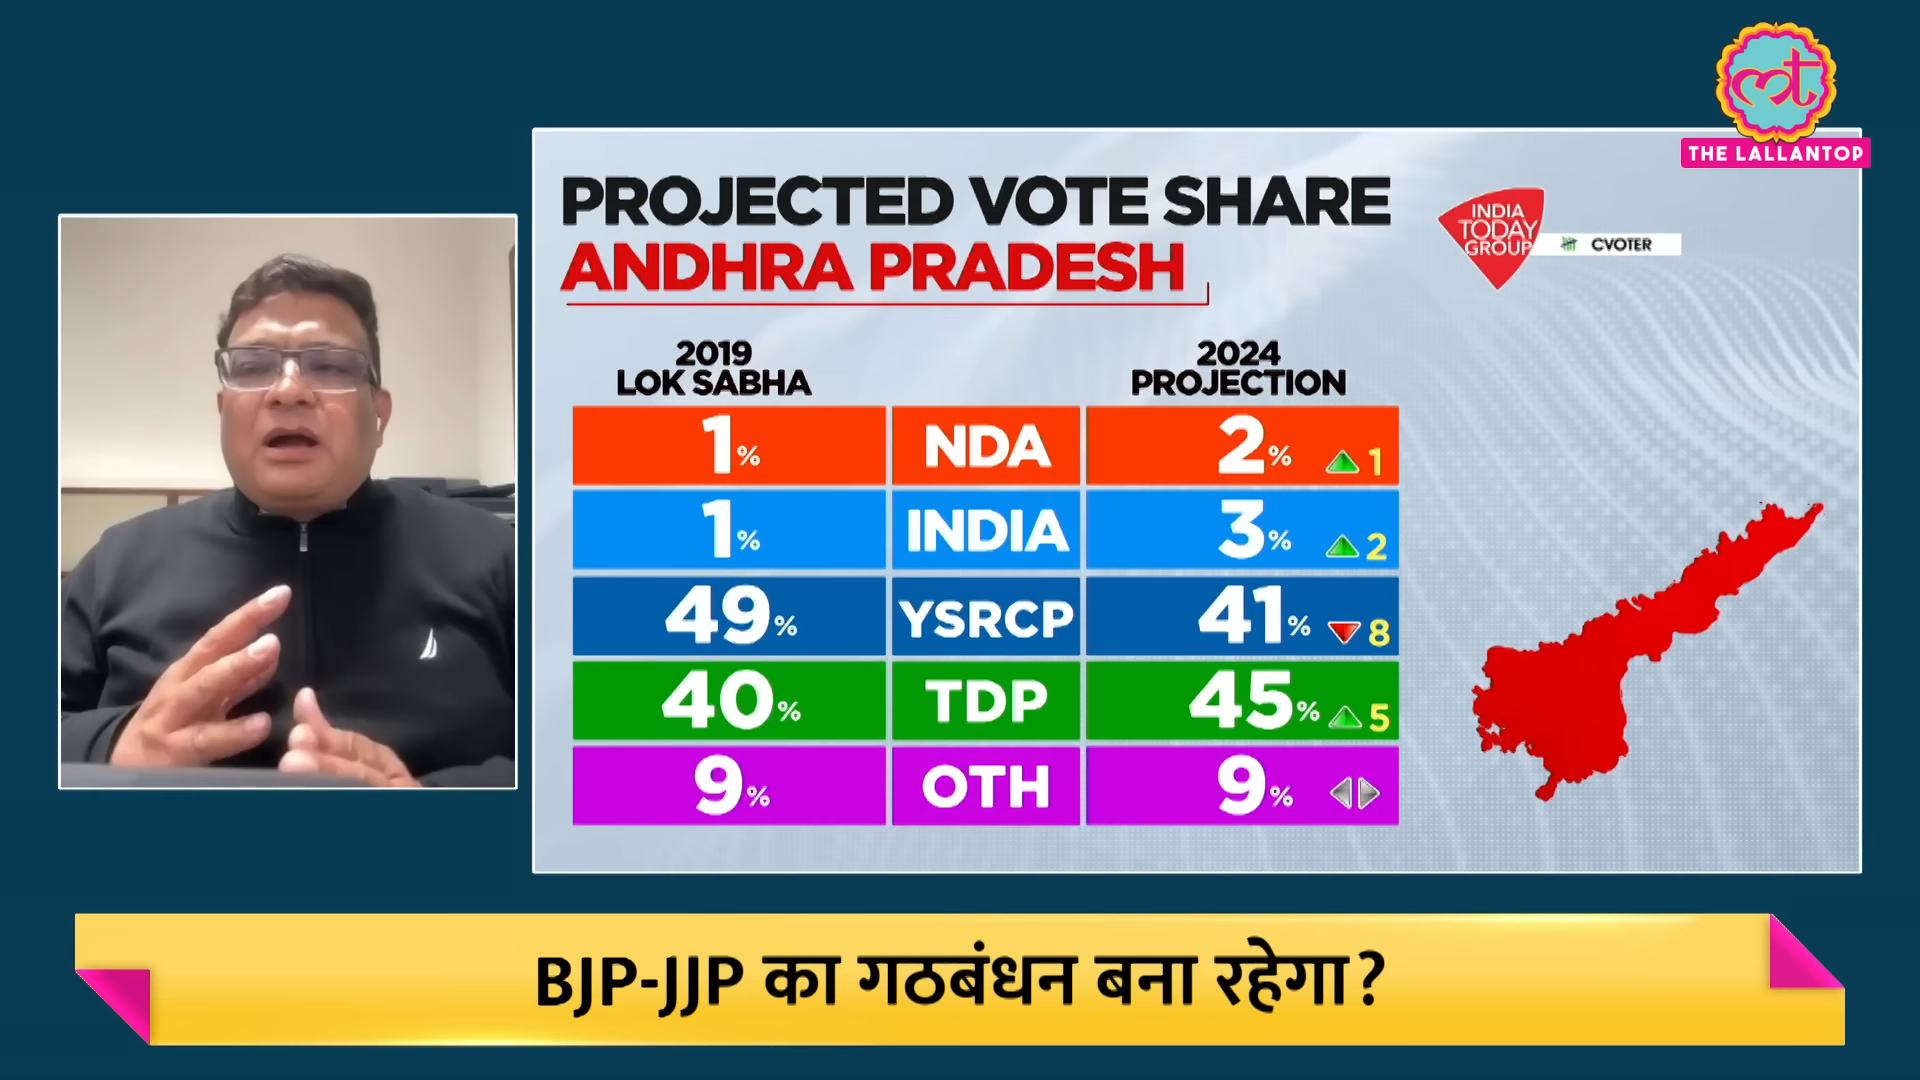 THE LALLANTOP
PROJECTED VOTE SHARE
ANDHRA PRADESH
INDIA
TODAY
GROUP
CVOTER
2019
LOK SABHA
2024
PROJECTION
1% NDA 2% 1
1% INDIA 3% 2
49% YSRCP 41% 8
40% TDP 45% 5
9% OTH 9%
BJP-JJP का गठबंधन बना रहेगा?